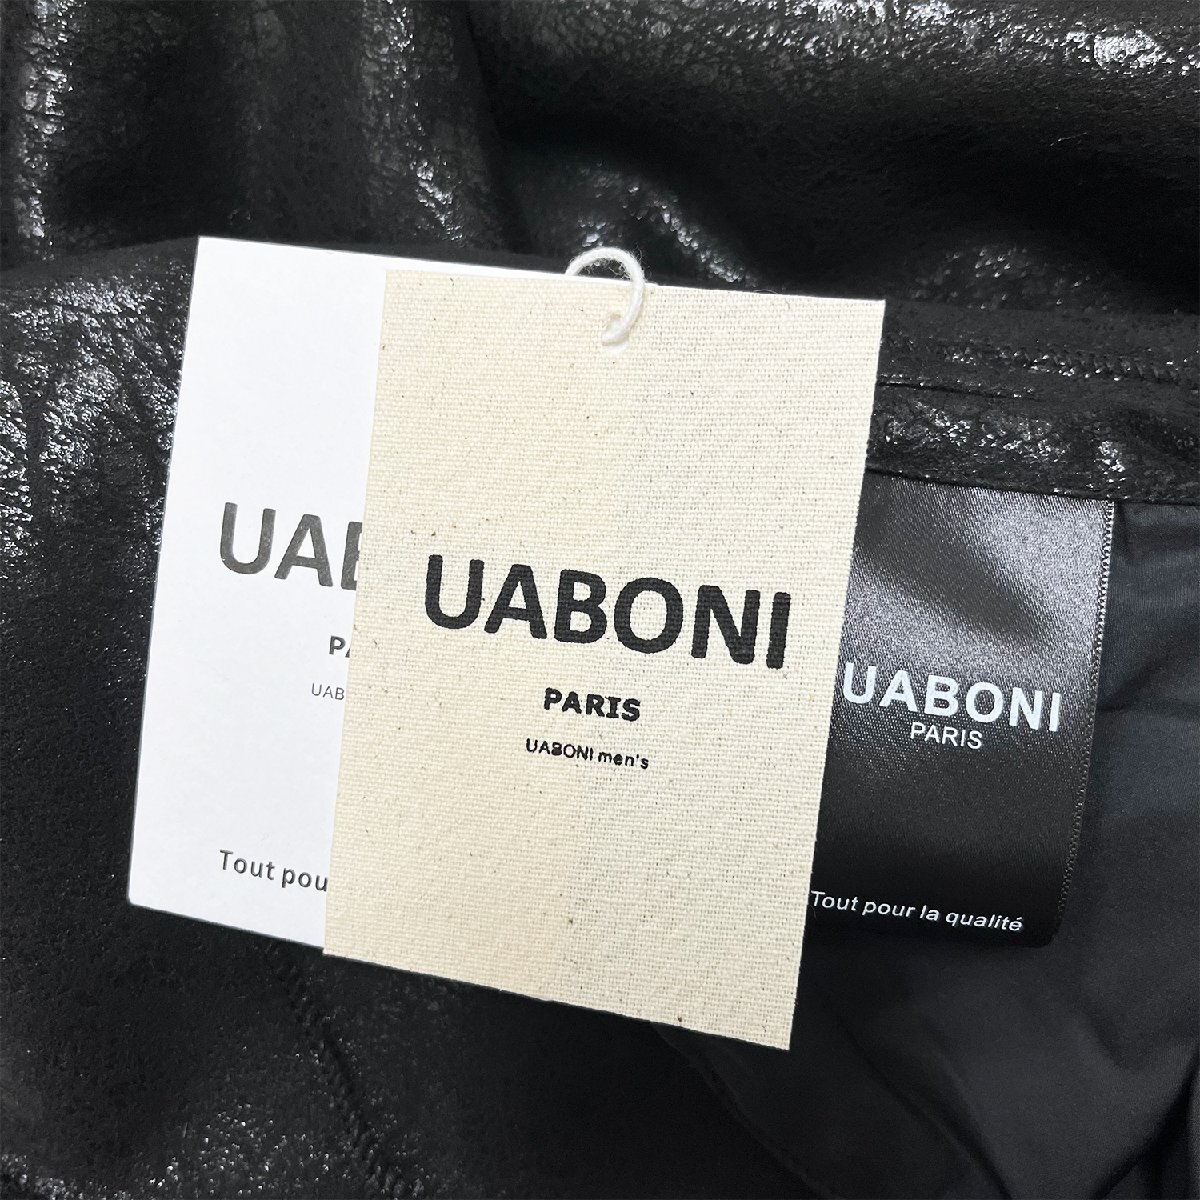 UAB
PA
UAB
Tout pou
UABONI
PARIS
UABONI men's
UABONI
PARIS
Tout pour la qualité